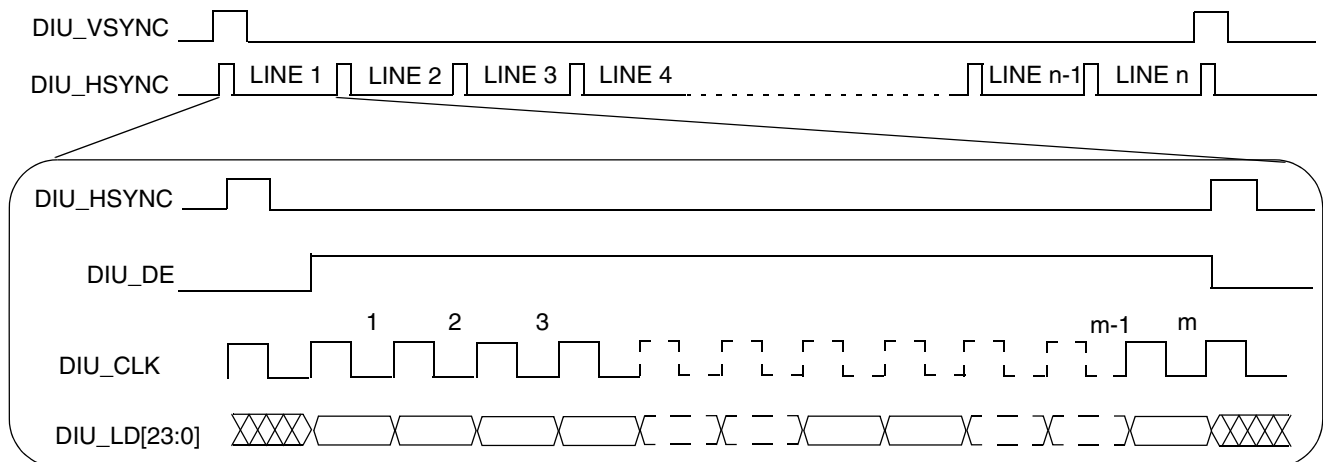 DIU_VSYNC
DIU_HSYNC LINE 1 LINE 2 LINE 3 LINE 4 LINE n-1 LINE n
DIU_HSYNC
DIU_DE
1 2 3 m-1 m
DIU_CLK
DIU_LD[23:0]